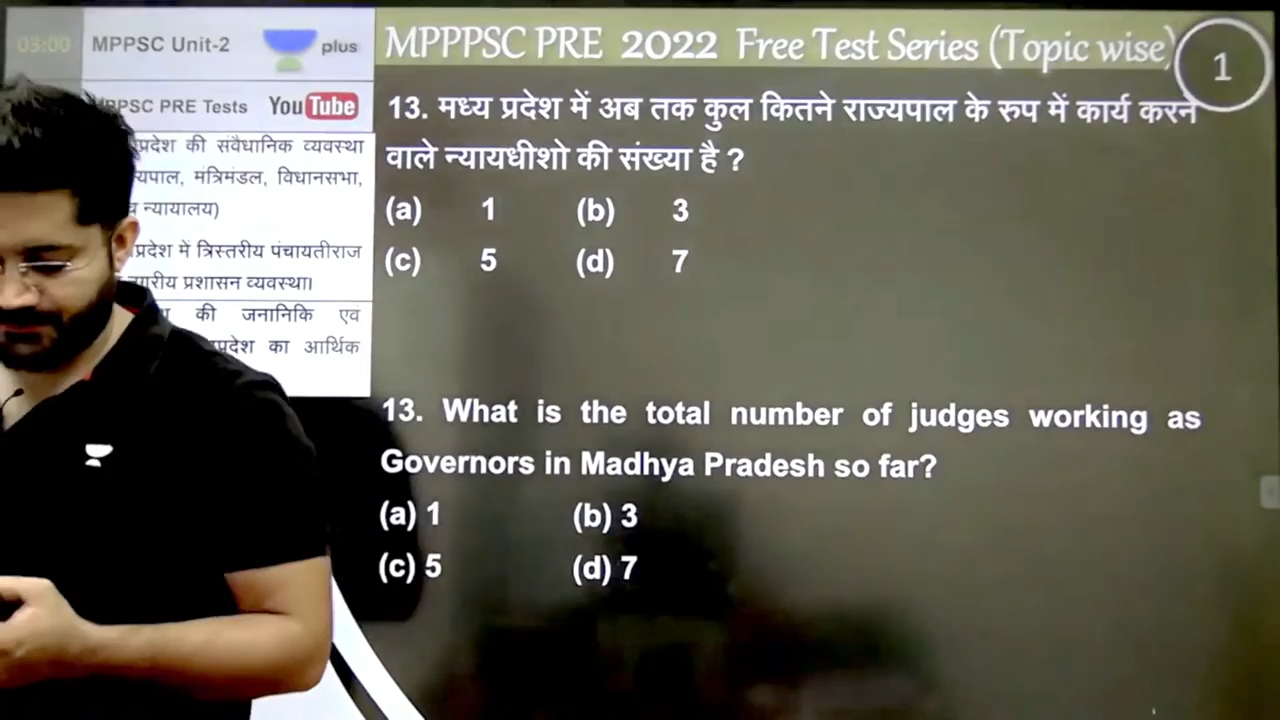 03:00 MPPSC Unit-2 plus
MPPPSC PRE 2022 Free Test Series (Topic wise)
1
PRE Tests YouTube
13. मध्य प्रदेश में अब तक कुल कितने राज्यपाल के रुप में कार्य करने
वाले न्यायधीशो की संख्या है ?
(a) 1 (b) 3
(c) 5 (d) 7
प्रदेश की संवैधानिक व्यवस्था
मंत्रिमंडल, विधानसभा,
न्यायालय)
प्रदेश में त्रिस्तरीय पंचायतीराज
प्रशासन व्यवस्था।
की जनानिकि एवं
का आर्थिक
13. What is the total number of judges working as
Governors in Madhya Pradesh so far?
(a) 1 (b) 3
(c) 5 (d) 7